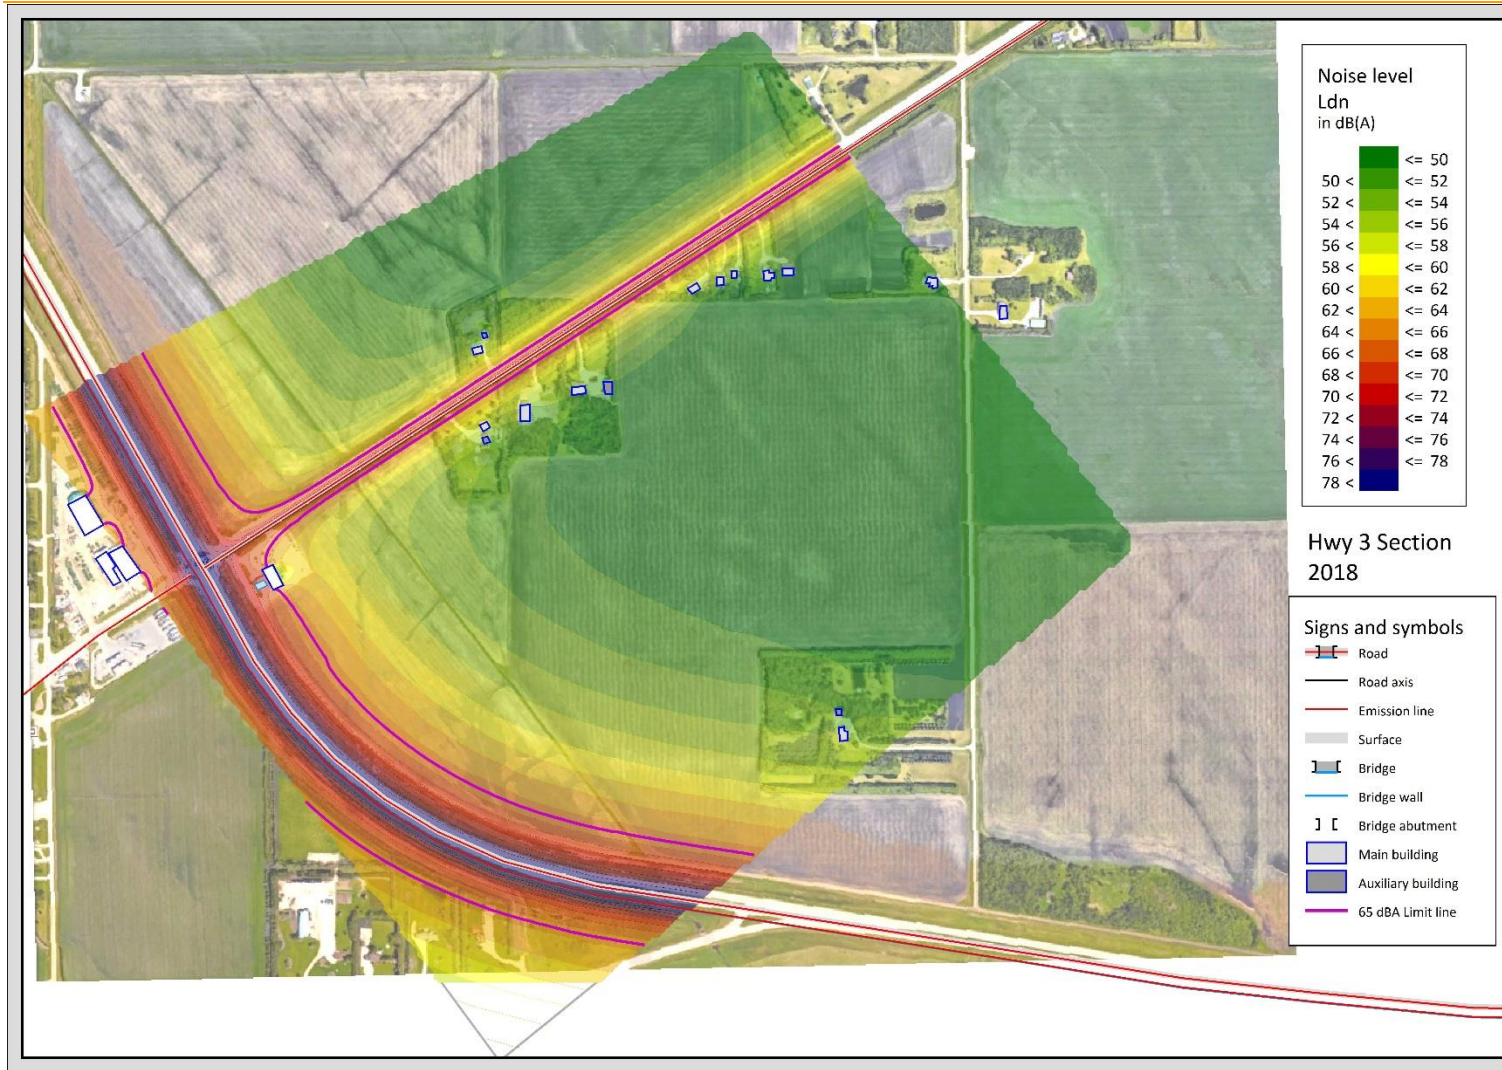 Noise level
Ldn
in dB(A)
<= 50
50 < <= 52
52 < <= 54
54 < <= 56
56 < <= 58
58 < <= 60
60 < <= 62
62 < <= 64
64 < <= 66
66 < <= 68
68 < <= 70
70 < <= 72
72 < <= 74
74 < <= 76
76 < <= 78
78 <
Hwy 3 Section
2018
Signs and symbols
Road
Road axis
Emission line
Surface
Bridge
Bridge wall
Bridge abutment
Main building
Auxiliary building
65 dBA Limit line